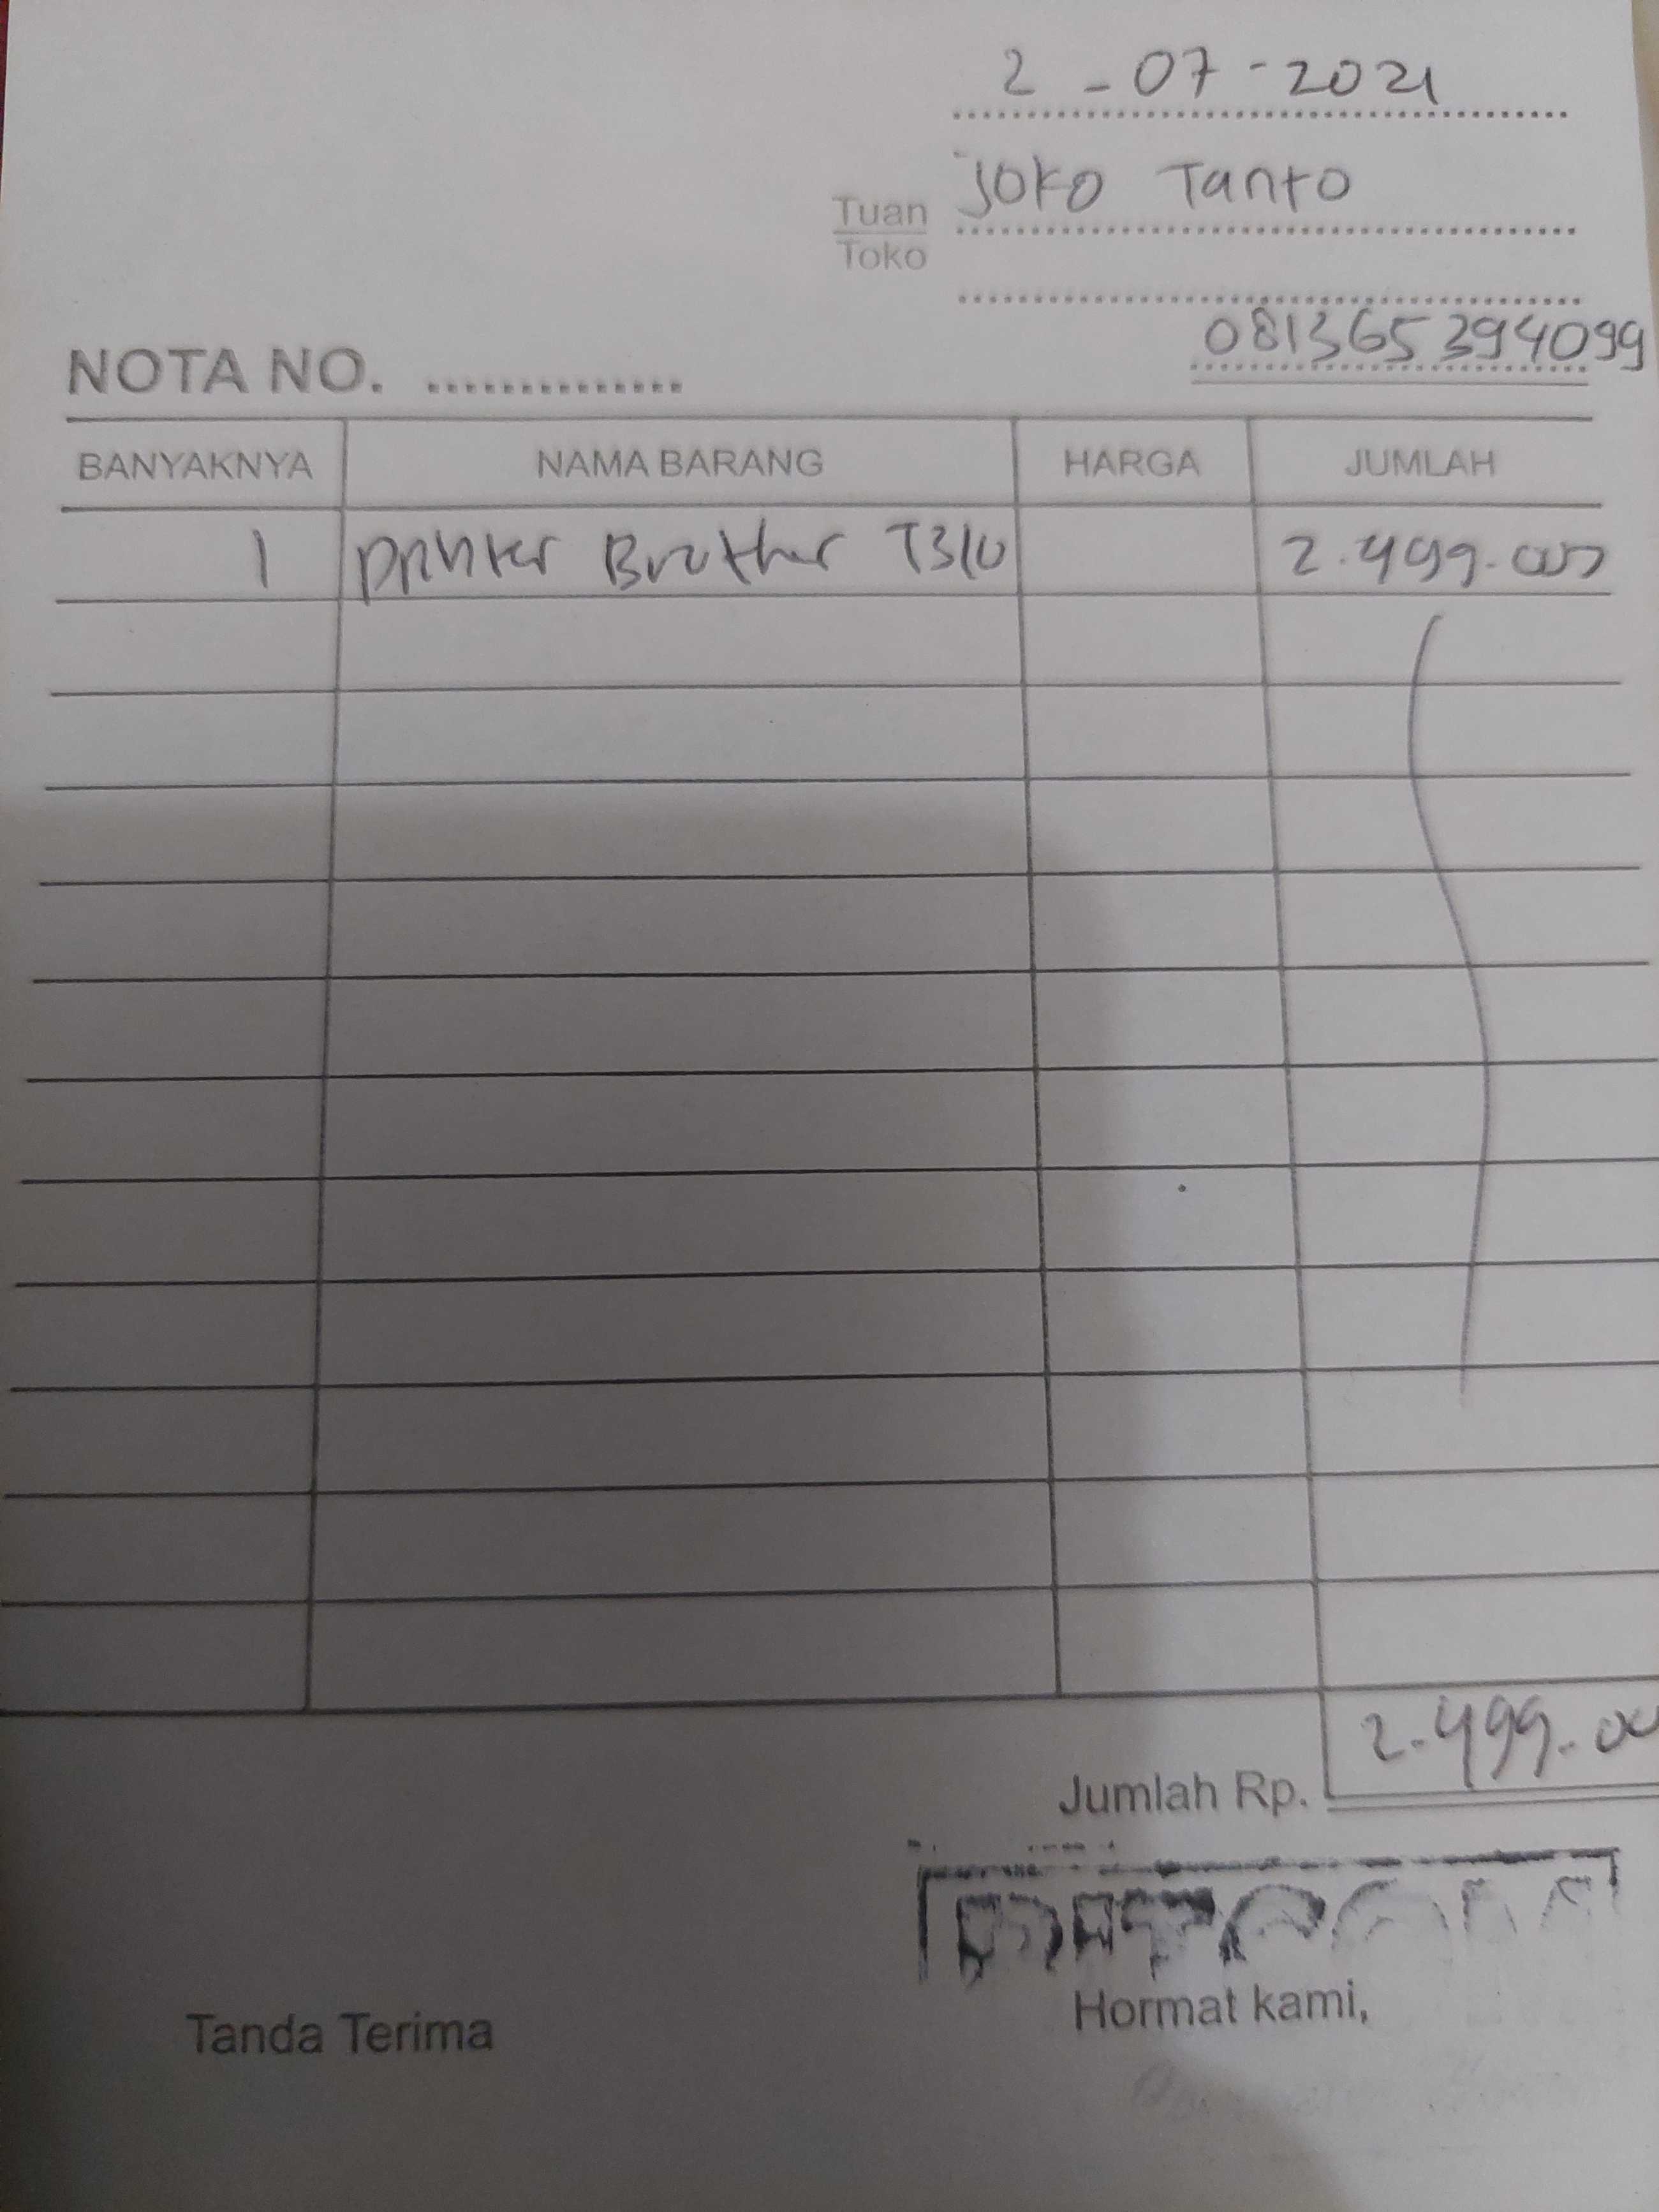 2 - 07 - 2021
Tuan Joko Tanto
Toko
081365394099
NOTA NO. ..............
BANYAKNYA NAMA BARANG HARGA JUMLAH
1 Printer Brother T310 2.499.000
Jumlah Rp. 2.499.00
Hormat kami,
Tanda Terima